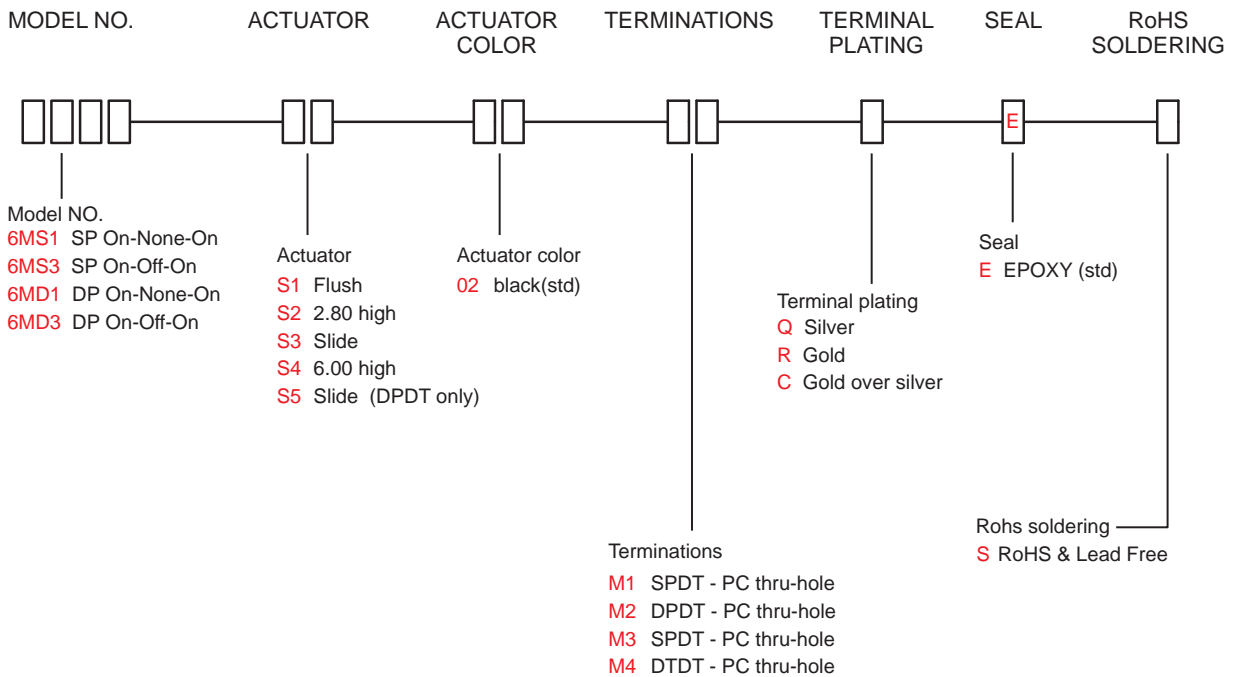 MODEL NO.
ACTUATOR
ACTUATOR
COLOR
TERMINATIONS
TERMINAL
PLATING
SEAL
RoHS
SOLDERING
E
Model NO.
6MS1 SP On-None-On
6MS3 SP On-Off-On
6MD1 DP On-None-On
6MD3 DP On-Off-On
Actuator
S1 Flush
S2 2.80 high
S3 Slide
S4 6.00 high
S5 Slide (DPDT only)
Actuator color
02 black(std)
Terminations
M1 SPDT - PC thru-hole
M2 DPDT - PC thru-hole
M3 SPDT - PC thru-hole
M4 DTDT - PC thru-hole
Terminal plating
Q Silver
R Gold
C Gold over silver
Seal
E EPOXY (std)
Rohs soldering
S RoHS & Lead Free